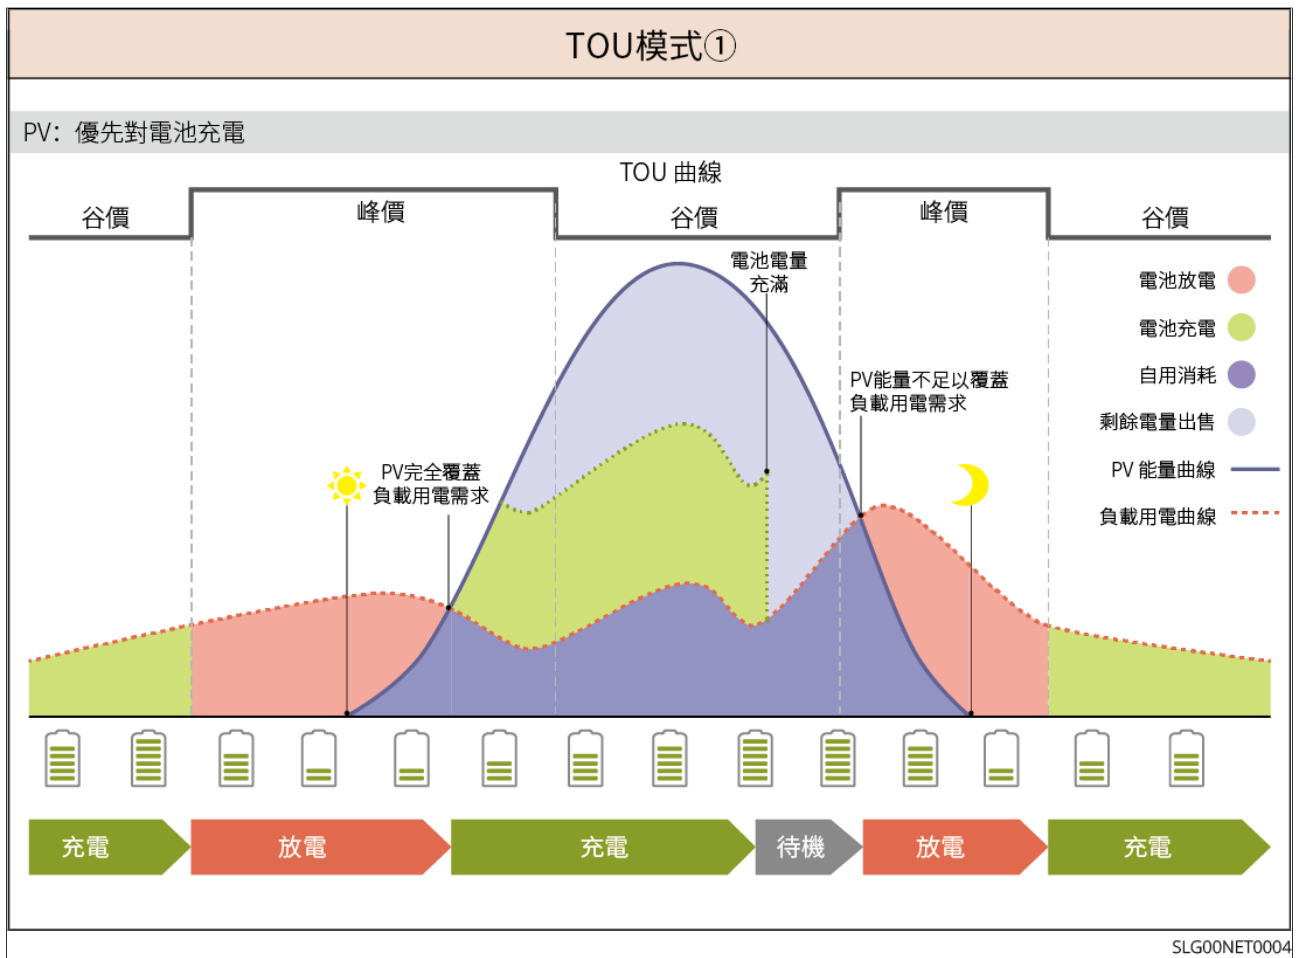 TOU模式①
PV：優先對電池充電
TOU 曲線
谷價
峰價
谷價
峰價
谷價
電池電量
充滿
電池放電
電池充電
自用消耗
剩餘電量出售
PV 能量曲線
負載用電曲線
PV能量不足以覆蓋
負載用電需求
PV完全覆蓋
負載用電需求
充電
放電
充電
待機
放電
充電
SLG00NET0004